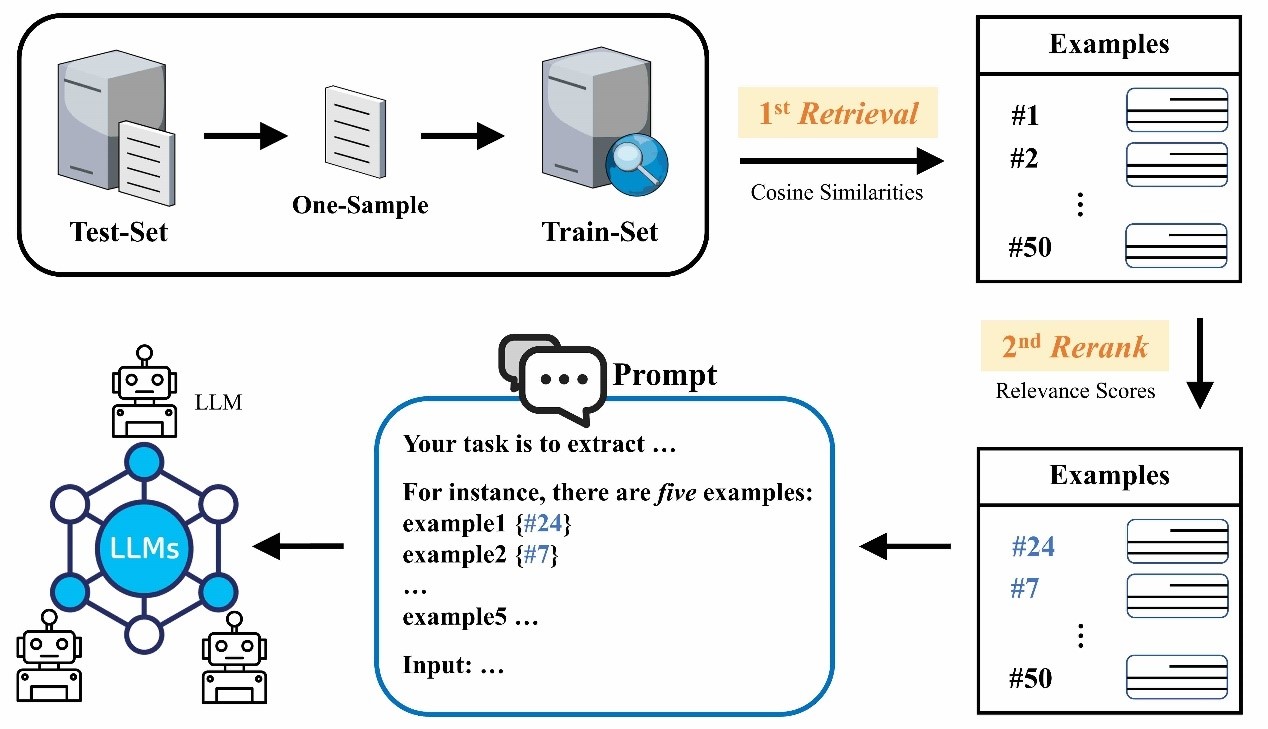 Test-Set
One-Sample
Train-Set
1st Retrieval
Cosine Similarities
Examples
#1
#2
⋮
#50
2nd Rerank
Relevance Scores
Examples
#24
#7
⋮
#50
Prompt
Your task is to extract …
For instance, there are five examples:
example1 {#24}
example2 {#7}
…
example5 …
Input: …
LLM
LLMs